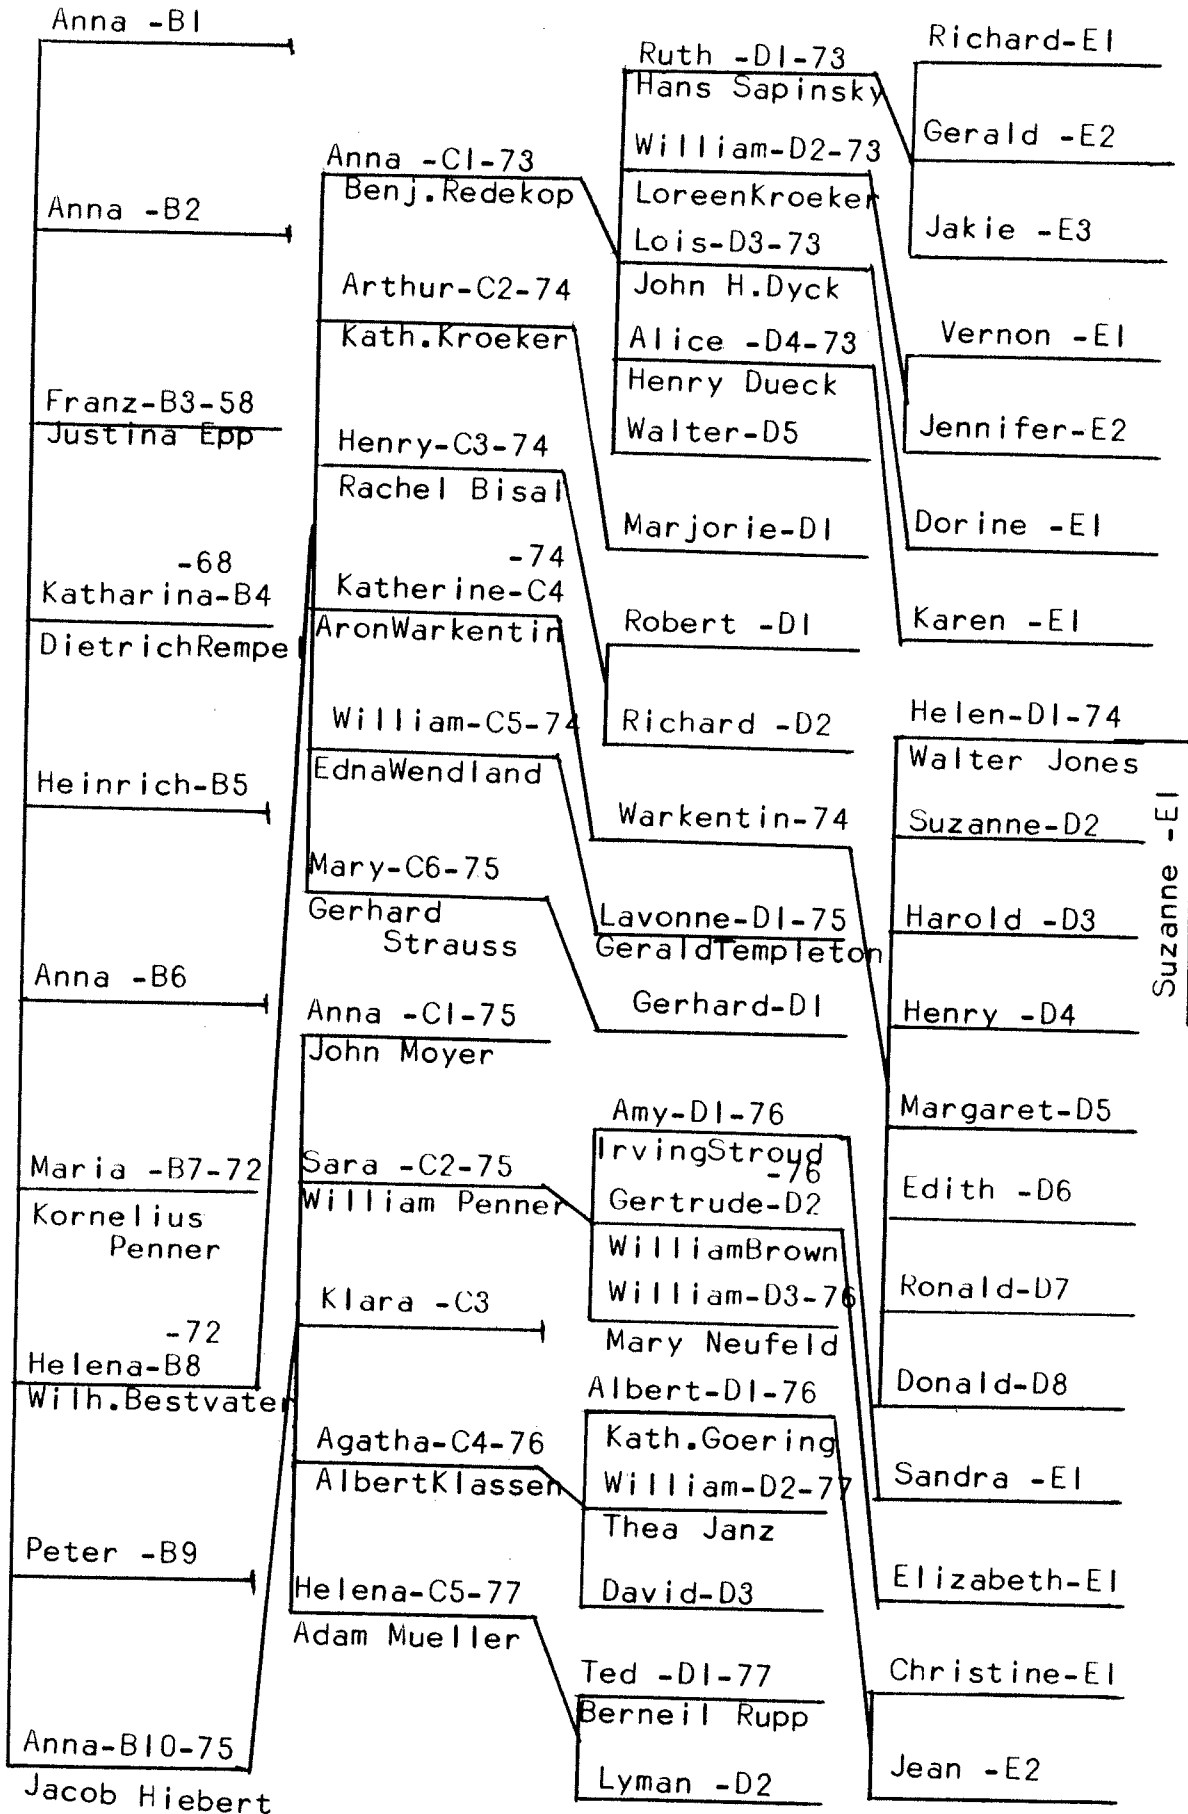 Anna -B1
Anna -B2
Franz-B3-58
Justina Epp
-68
Katharina-B4
DietrichRempel
Heinrich-B5
Anna -B6
Maria -B7-72
Kornelius
Penner
-72
Helena-B8
Wilh.Bestvater
Peter -B9
Anna-B10-75
Jacob Hiebert
Anna -C1-73
Benj.Redekop
Arthur-C2-74
Kath.Kroeker
Henry-C3-74
Rachel Bisal
-74
Katherine-C4
AronWarkentin
William-C5-74
EdnaWendland
Mary-C6-75
Gerhard
Strauss
Anna -C1-75
John Moyer
Sara -C2-75
William Penner
Klara -C3
Agatha-C4-76
AlbertKlassen
Helena-C5-77
Adam Mueller
Ruth -D1-73
Hans Sapinsky
William-D2-73
LoreenKroeker
Lois-D3-73
John H.Dyck
Alice -D4-73
Henry Dueck
Walter-D5
Marjorie-D1
Robert -D1
Richard -D2
Warkentin-74
Lavonne-D1-75
GeraldTempleton
Gerhard-D1
Amy-D1-76
IrvingStroud
-76
Gertrude-D2
WilliamBrown
William-D3-76
Mary Neufeld
Albert-D1-76
Kath.Goering
William-D2-77
Thea Janz
David-D3
Ted -D1-77
Berneil Rupp
Lyman -D2
Richard-E1
Gerald -E2
Jakie -E3
Vernon -E1
Jennifer-E2
Dorine -E1
Karen -E1
Helen-D1-74
Walter Jones
Suzanne-D2
Harold -D3
Henry -D4
Margaret-D5
Edith -D6
Ronald-D7
Donald-D8
Sandra -E1
Elizabeth-E1
Christine-E1
Jean -E2
Suzanne -E1